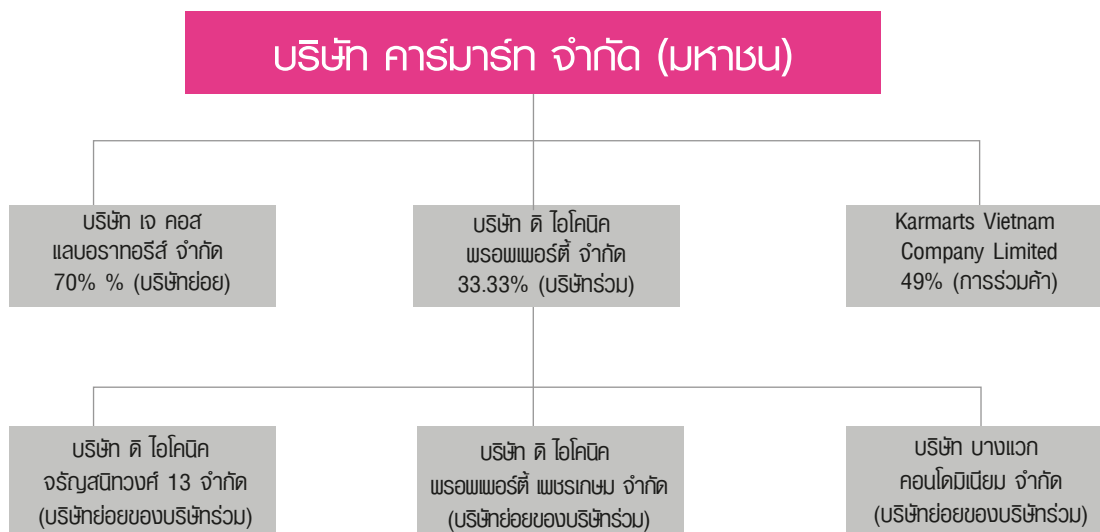 บริษัท คาร์มาร์ท จำกัด (มหาชน)
บริษัท เจ คอส
แลบอราทอรีส์ จำกัด
70% % (บริษัทย่อย)
บริษัท ดิ ไอโคนิค
พรอพเพอร์ตี้ จำกัด
33.33% (บริษัทร่วม)
Karmarts Vietnam
Company Limited
49% (การร่วมค้า)
บริษัท ดิ ไอโคนิค
จรัญสนิทวงศ์ 13 จำกัด
(บริษัทย่อยของบริษัทร่วม)
บริษัท ดิ ไอโคนิค
พรอพเพอร์ตี้ เพชรเกษม จำกัด
(บริษัทย่อยของบริษัทร่วม)
บริษัท บางแวก
คอนโดมิเนียม จำกัด
(บริษัทย่อยของบริษัทร่วม)